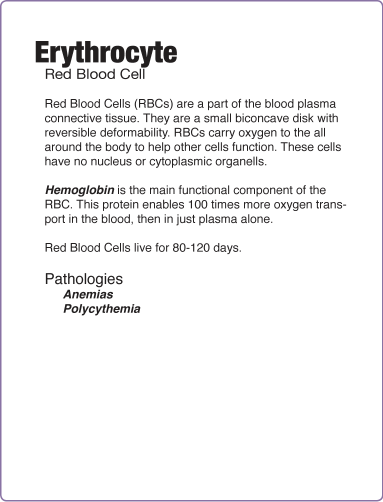 Erythrocyte
Red Blood Cell
Red Blood Cells (RBCs) are a part of the blood plasma
connective tissue. They are a small biconcave disk with
reversible deformability. RBCs carry oxygen to the all
around the body to help other cells function. These cells
have no nucleus or cytoplasmic organells.
Hemoglobin is the main functional component of the
RBC. This protein enables 100 times more oxygen trans-
port in the blood, then in just plasma alone.
Red Blood Cells live for 80-120 days.
Pathologies
Anemias
Polycythemia